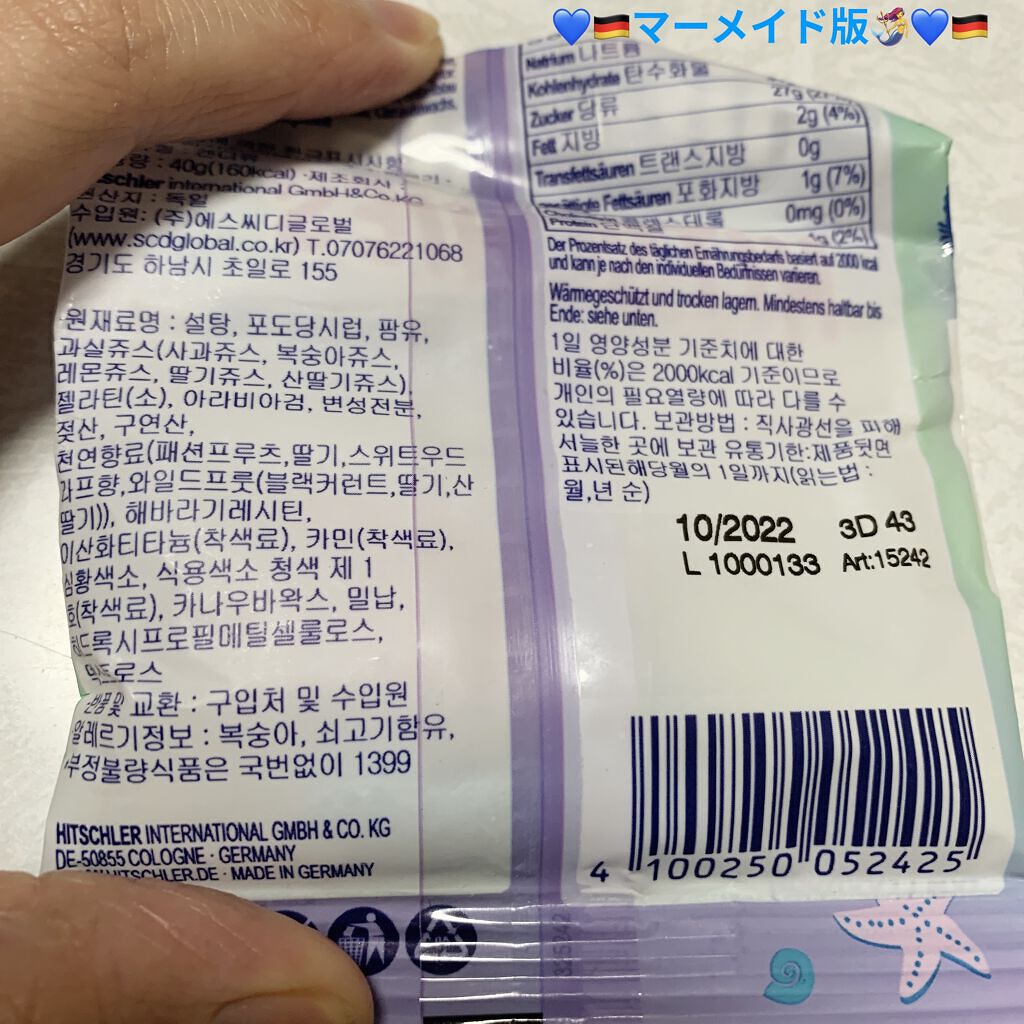 💙🇩🇪マーメイド版🧜‍♀️💙🇩🇪
Natrium 나트륨
Kohlenhydrate 탄수화물 27g
Zucker 당류 2g (4%)
Fett 지방 0g
Transfettsäuren 트랜스지방 1g (7%)
Fettsäuren 포화지방 0mg (0%)
Protein
Der Prozentsatz des täglichen Ernährungsbedarfs basiert auf 2000 kcal
und kann je nach den individuellen Bedürfnissen variieren.
Wärmegeschützt und trocken lagern. Mindestens haltbar bis
Ende: siehe unten.
1일 영양성분 기준치에 대한
비율(%)은 2000kcal 기준이므로
개인의 필요열량에 따라 다를 수
있습니다. 보관방법 : 직사광선을 피해
서늘한 곳에 보관 유통기한:제품뒷면
표시된해당월의 1일까지(읽는법 :
월,년 순)
10/2022 3D 43
L 1000133 Art:15242
4 100250 052425
: 40g(160kcal) ·제조회사 :
schler international GmbH&Co.KG
원산지 : 독일
수입원: (주)에스씨디글로벌
(www.scdglobal.co.kr) T.07076221068
경기도 하남시 초일로 155
원재료명 : 설탕, 포도당시럽, 팜유,
과실쥬스(사과쥬스, 복숭아쥬스,
레몬쥬스, 딸기쥬스, 산딸기쥬스),
젤라틴(소), 아라비아검, 변성전분,
젖산, 구연산,
천연향료(패션프루츠,딸기,스위트우드
러프향,와일드프룻(블랙커런트,딸기,산
딸기)), 해바라기레시틴,
이산화티타늄(착색료), 카민(착색료),
심황색소, 식용색소 청색 제 1
호(착색료), 카나우바왁스, 밀납,
히드록시프로필메틸셀룰로스,
덱스트로스
반품및 교환 : 구입처 및 수입원
알레르기정보 : 복숭아, 쇠고기함유,
부정불량식품은 국번없이 1399
HITSCHLER INTERNATIONAL GMBH & CO. KG
DE-50855 COLOGNE · GERMANY
HITSCHLER.DE · MADE IN GERMANY